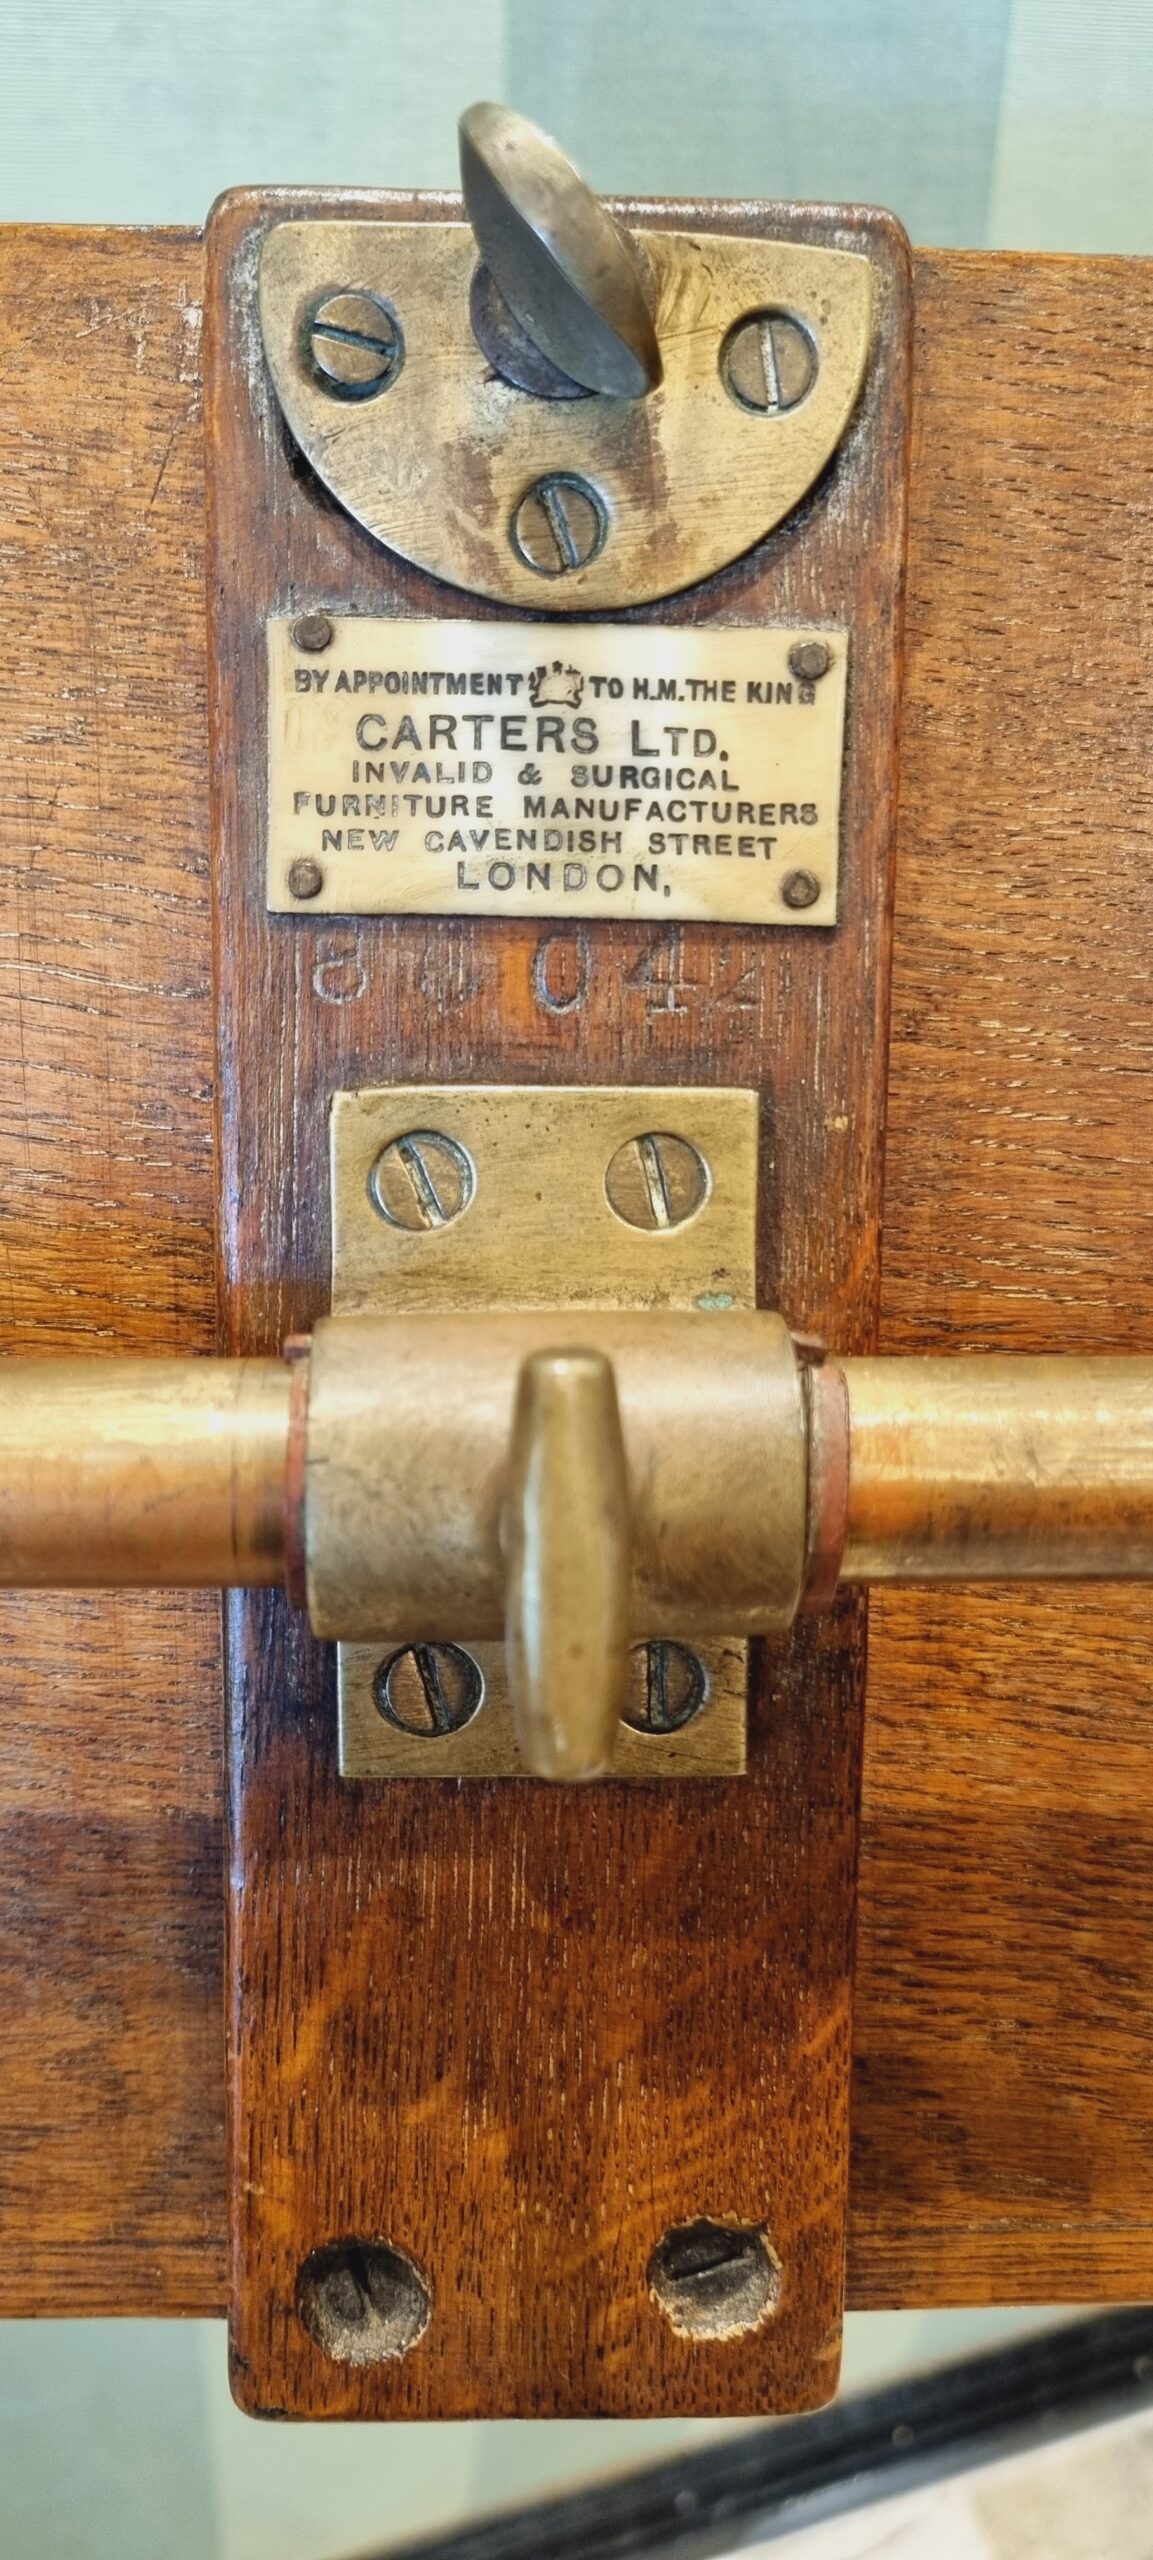 BY APPOINTMENT TO H.M. THE KING
CARTERS LTD.
INVALID & SURGICAL
FURNITURE MANUFACTURERS
NEW CAVENDISH STREET
LONDON.